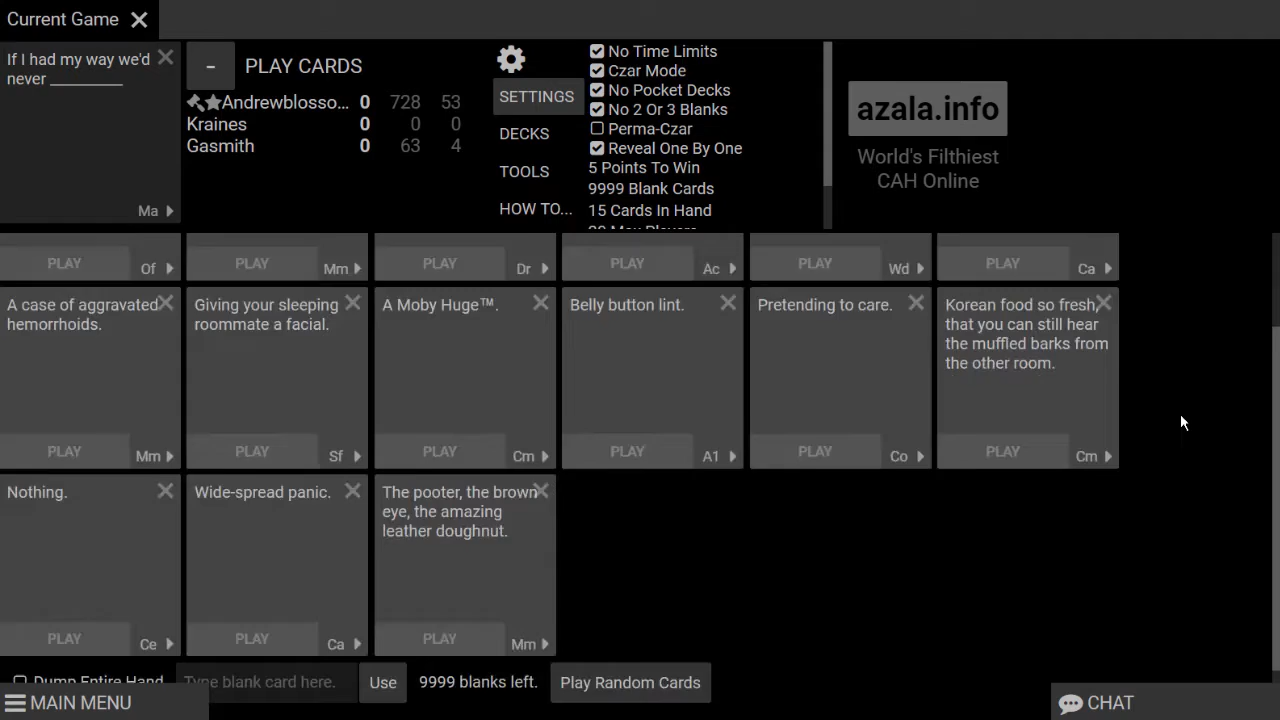 Current Game
If I had my way we'd
never _________
Ma
-
PLAY CARDS
Andrewblosso... 0 728 53
Kraines 0 0 0
Gasmith 0 63 4
SETTINGS
DECKS
TOOLS
HOW TO...
No Time Limits
Czar Mode
No Pocket Decks
No 2 Or 3 Blanks
Perma-Czar
Reveal One By One
5 Points To Win
9999 Blank Cards
15 Cards In Hand
azala.info
World's Filthiest
CAH Online
PLAY Of
PLAY Mm
PLAY Dr
PLAY Ac
PLAY Wd
PLAY Ca
A case of aggravated
hemorrhoids.
PLAY Mm
Giving your sleeping
roommate a facial.
PLAY Sf
A Moby Huge™.
PLAY Cm
Belly button lint.
PLAY A1
Pretending to care.
PLAY Co
Korean food so fresh,
that you can still hear
the muffled barks from
the other room.
PLAY Cm
Nothing.
PLAY Ce
Wide-spread panic.
PLAY Ca
The pooter, the brown
eye, the amazing
leather doughnut.
PLAY Mm
Dump Entire Hand
Type blank card here.
Use
9999 blanks left.
Play Random Cards
MAIN MENU
CHAT